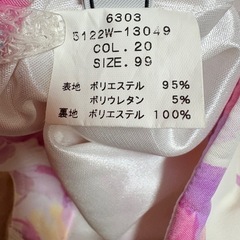 6303
5122W-13049
COL. 20
SIZE. 99
表地 ポリエステル 95%
ポリウレタン 5%
裏地 ポリエステル 100%